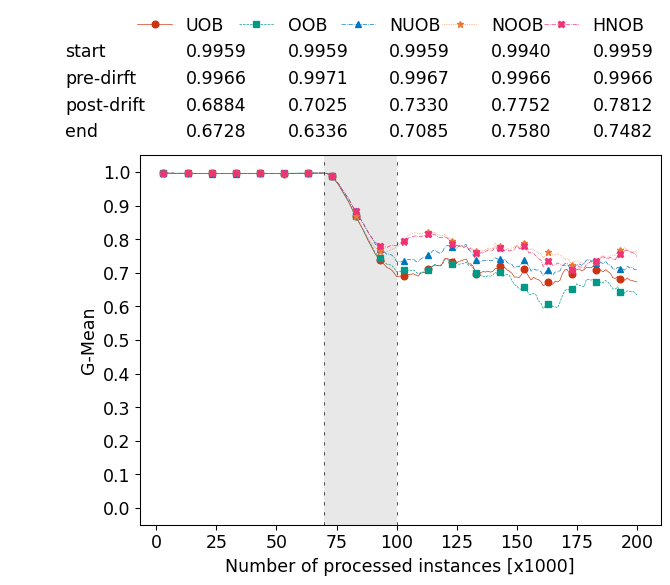 UOB OOB NUOB NOOB HNOB
start 0.9959 0.9959 0.9959 0.9940 0.9959
pre-dirft 0.9966 0.9971 0.9967 0.9966 0.9966
post-drift 0.6884 0.7025 0.7330 0.7752 0.7812
end 0.6728 0.6336 0.7085 0.7580 0.7482
1.0
0.9
0.8
0.7
0.6
0.5
0.4
0.3
0.2
0.1
0.0
G-Mean
0 25 50 75 100 125 150 175 200
Number of processed instances [x1000]